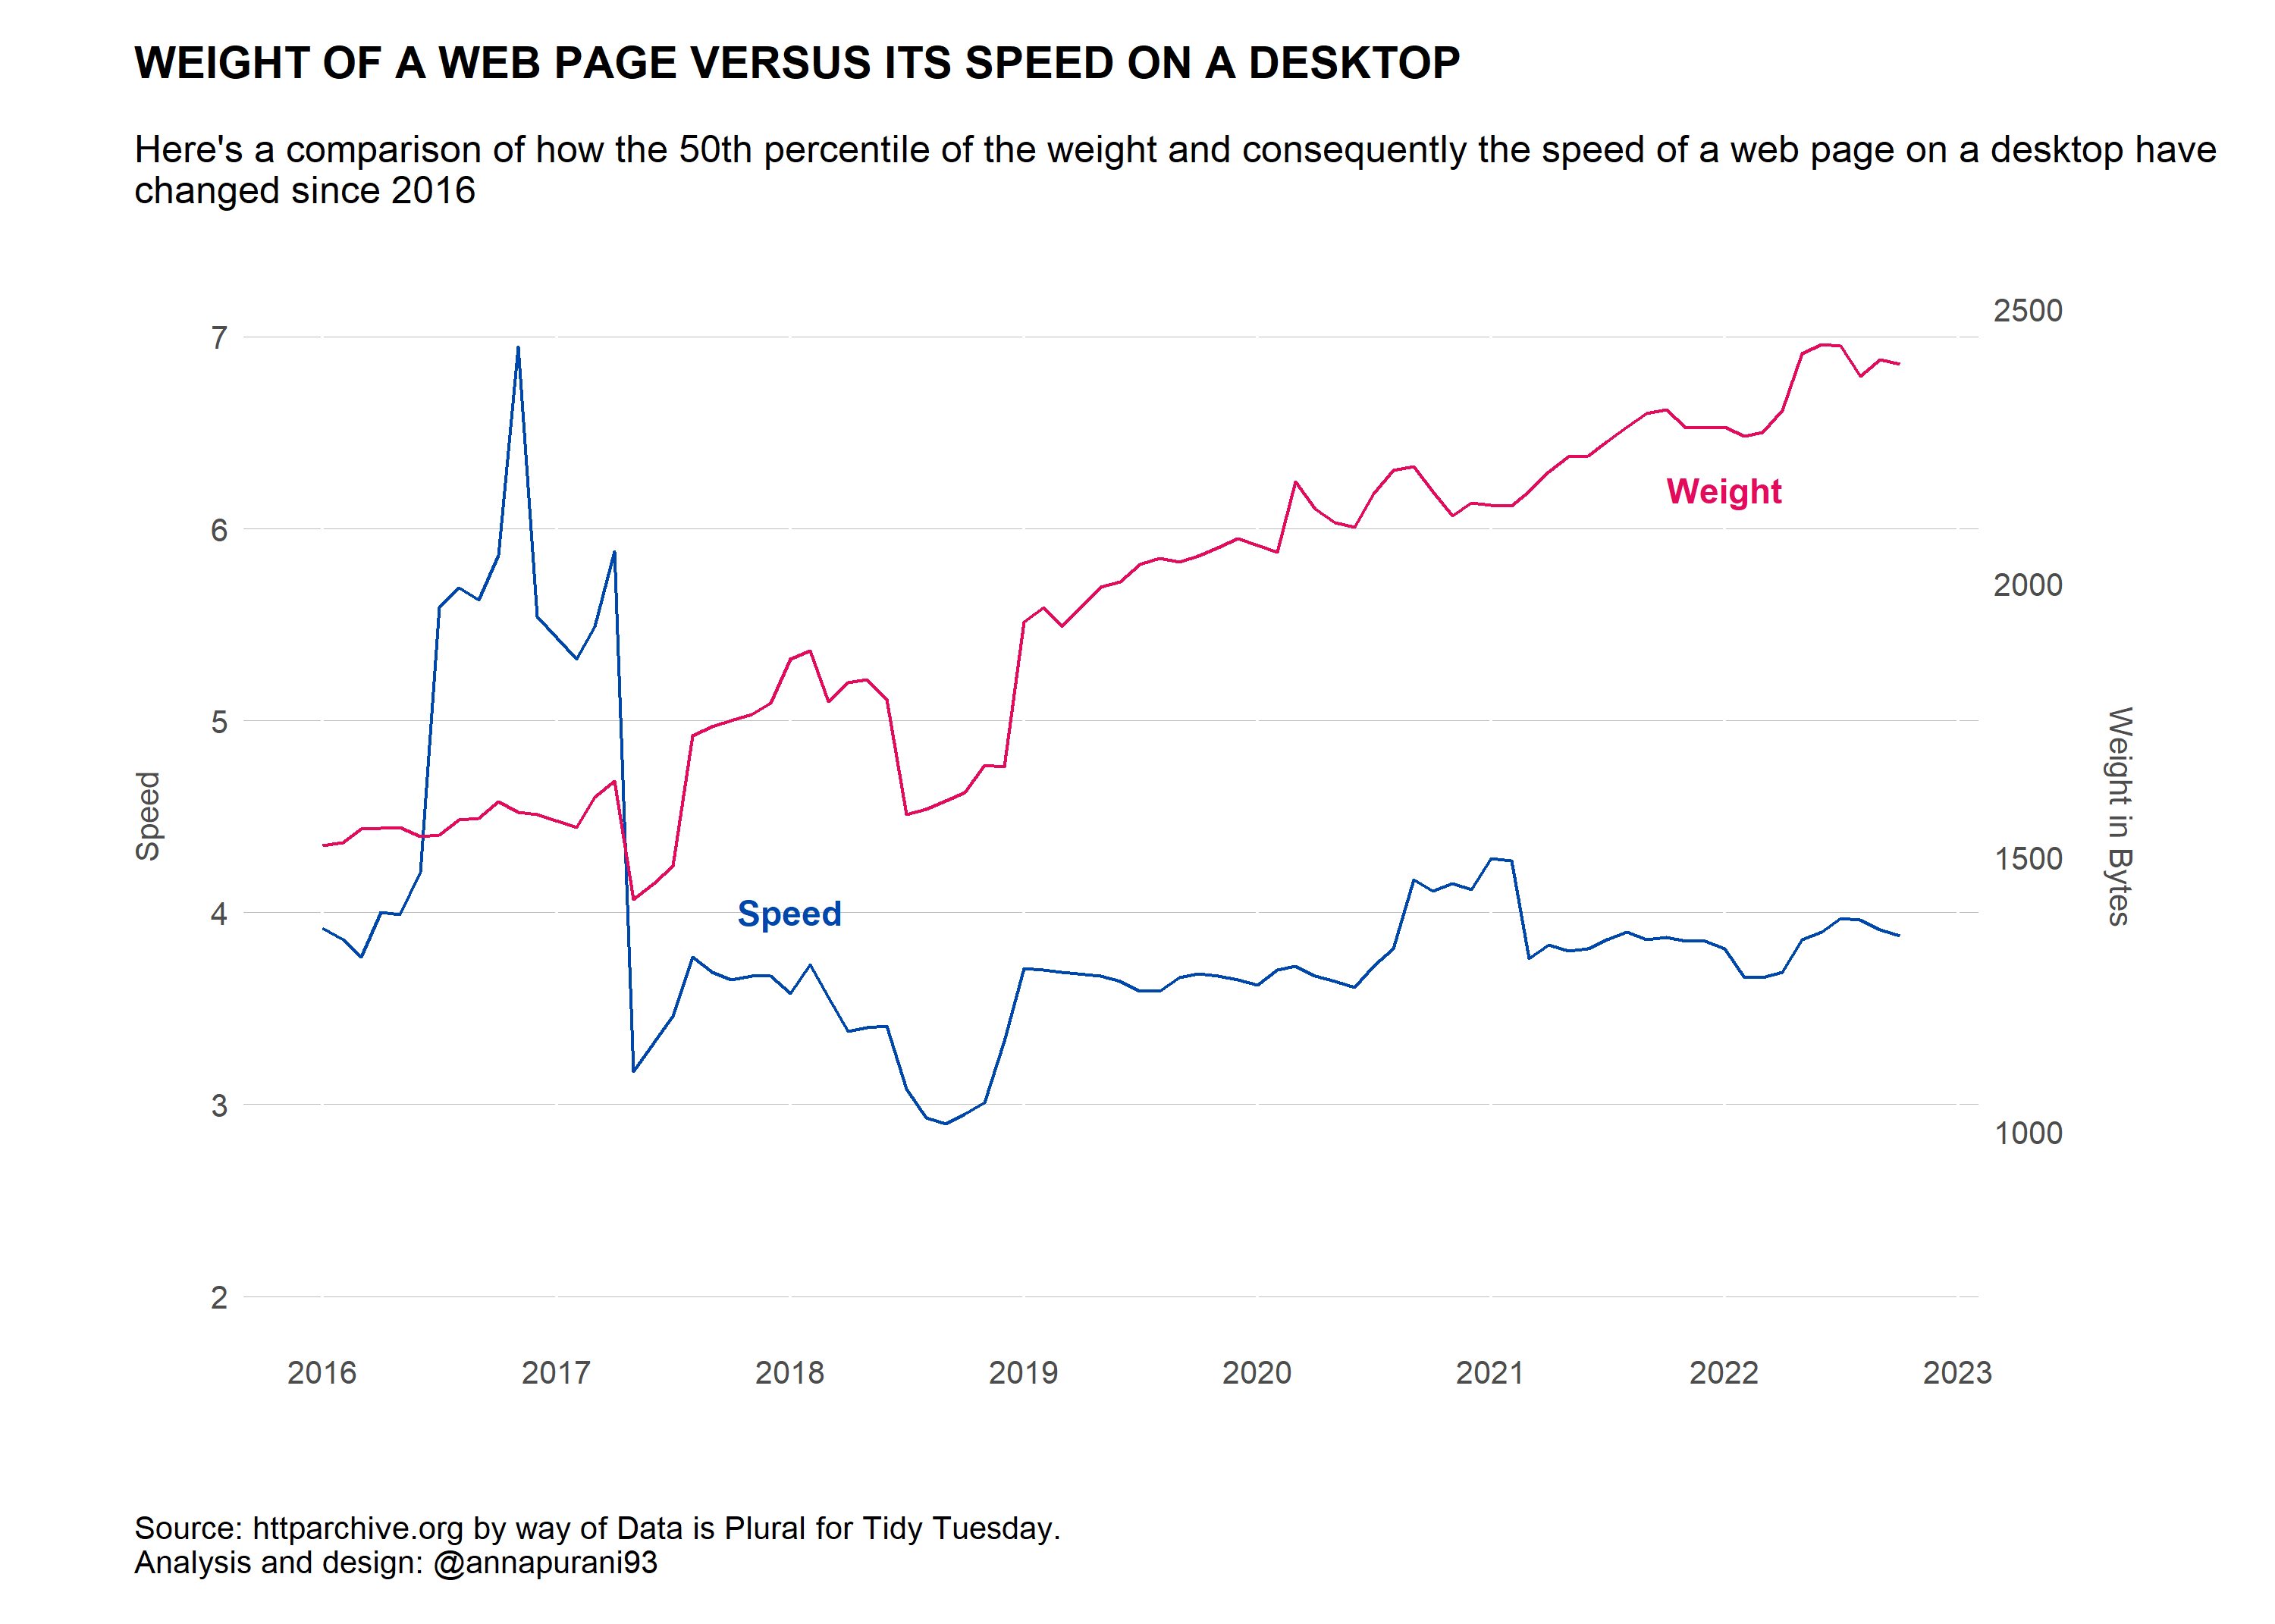 WEIGHT OF A WEB PAGE VERSUS ITS SPEED ON A DESKTOP
Here's a comparison of how the 50th percentile of the weight and consequently the speed of a web page on a desktop have
changed since 2016
2500
7
Weight
6
2000
5
Weight in Bytes
Speed
1500
4
Speed
3
1000
2
2016 2017 2018 2019 2020 2021 2022 2023
Source: httparchive.org by way of Data is Plural for Tidy Tuesday.
Analysis and design: @annapurani93